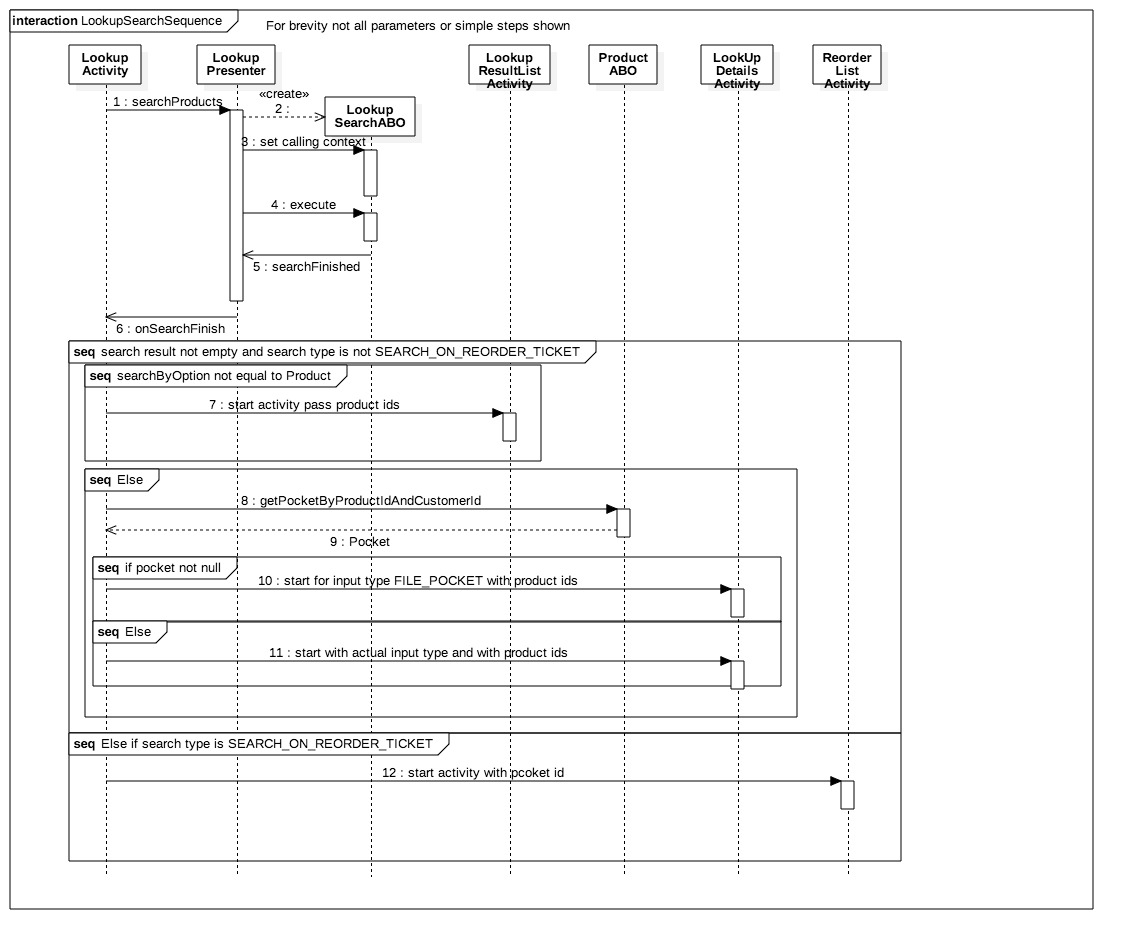 interaction LookupSearchSequence
For brevity not all parameters or simple steps shown
Lookup
Activity
Lookup
Presenter
Lookup
ResultList
Activity
Product
ABO
LookUp
Details
Activity
Reorder
List
Activity
1 : searchProducts
«create»
2 :
Lookup
SearchABO
3 : set calling context
4 : execute
5 : searchFinished
6 : onSearchFinish
seq search result not empty and search type is not SEARCH_ON_REORDER_TICKET
seq searchByOption not equal to Product
7 : start activity pass product ids
seq Else
8 : getPocketByProductIdAndCustomerId
9 : Pocket
seq if pocket not null
10 : start for input type FILE_POCKET with product ids
seq Else
11 : start with actual input type and with product ids
seq Else if search type is SEARCH_ON_REORDER_TICKET
12 : start activity with pcoket id